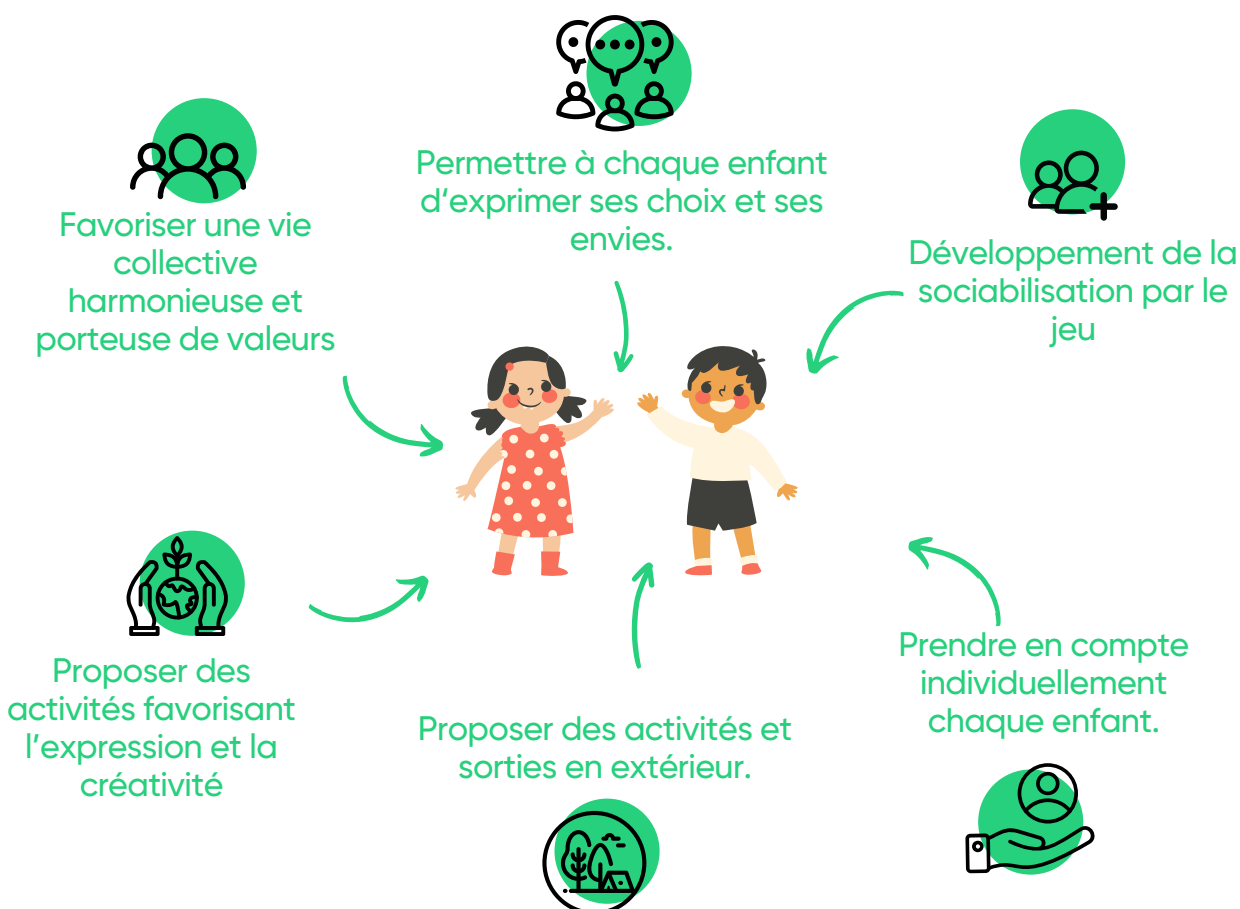 Permettre à chaque enfant
d'exprimer ses choix et ses
envies.
Favoriser une vie
collective
harmonieuse et
porteuse de valeurs
Développement de la
sociabilisation par le
jeu
Proposer des
activités favorisant
l'expression et la
créativité
Proposer des activités et
sorties en extérieur.
Prendre en compte
individuellement
chaque enfant.